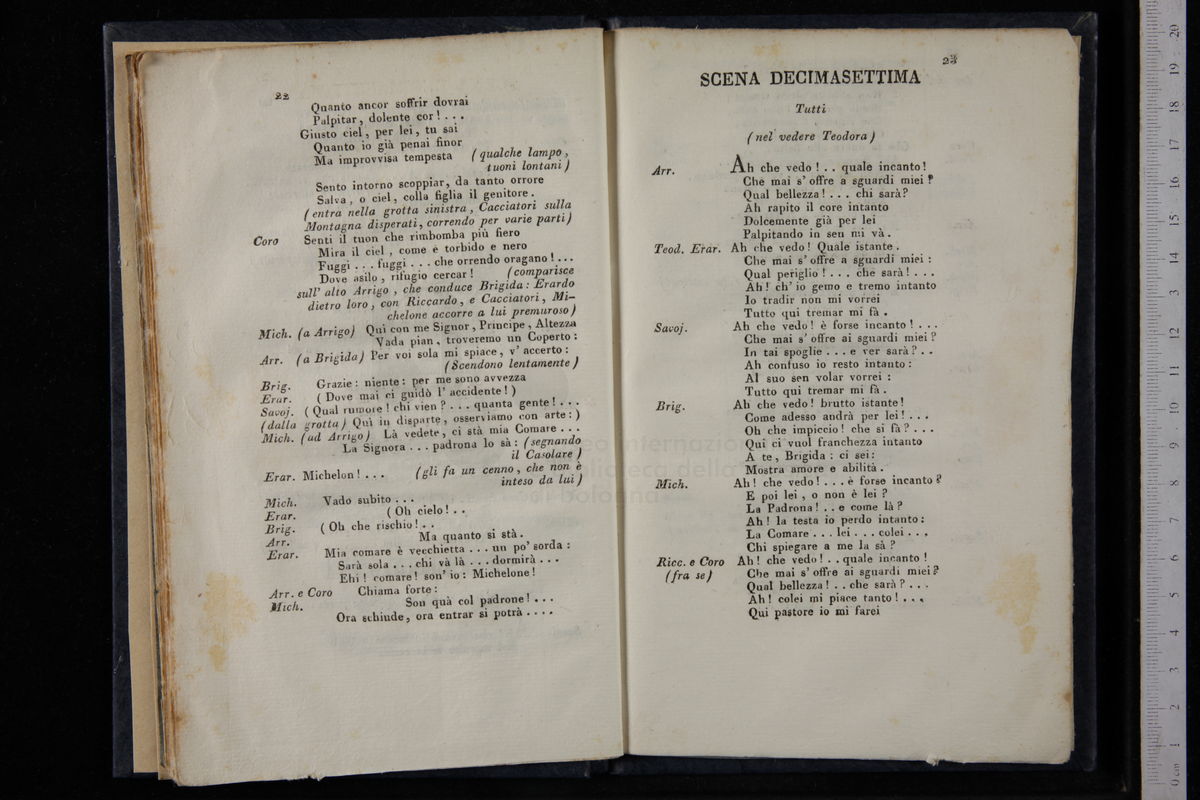 22
Quanto ancor soffrir dovrai
Palpitar, dolente cor! . . .
Giusto ciel, per lei, tu sai
Quanto io già penai finor
Ma improvvisa tempesta (qualche lampo,
tuoni lontani)
Sento intorno scoppiar, da tanto orrore
Salva, o ciel, colla figlia il genitore.
(entra nella grotta sinistra, Cacciatori sulla
Montagna disperati, correndo per varie parti)
Coro Senti il tuon che rimbomba più fiero
Mira il ciel, come è torbido e nero
Fuggi . . . fuggi . . . che orrendo oragano! . . .
Dove asilo, rifugio cercar! (comparisce
sull' alto Arrigo, che conduce Brigida: Erardo
dietro loro, con Riccardo, e Cacciatori, Mi-
chelone accorre a lui premuroso)
Mich. (a Arrigo) Qui con me Signor, Principe, Altezza
Vada pian, troveremo un Coperto:
Arr. (a Brigida) Per voi sola mi spiace, v' accerto:
(Scendono lentamente)
Brig. Grazie: niente: per me sono avvezza
Erar. (Dove mai ci guidò l' accidente!)
Savoj. (Qual rumore! chi vien? . . . quanta gente! . . .
(dalla grotta) Qui in disparte, osserviamo con arte:)
Mich. (ad Arrigo) Là vedete, ci stà mia Comare . . .
La Signora . . . padrona lo sà: (segnando
il Casolare)
Erar. Michelon! . . . (gli fa un cenno, che non è
inteso da lui)
Mich. Vado subito . . .
Erar. (Oh cielo! . .
Brig. (Oh che rischio! . .
Arr. Ma quanto si stà.
Erar. Mia comare è vecchietta . . . un po' sorda:
Sarà sola . . . chi và là . . . dormirà . . .
Ehi! comare! son' io: Michelone!
Arr. e Coro Chiama forte:
Mich. Son quà col padrone! . . .
Ora schiude, ora entrar si potrà . . . .
23
SCENA DECIMASETTIMA
Tutti
(nel vedere Teodora)
Arr. Ah che vedo! . . quale incanto!
Che mai s' offre a sguardi miei?
Qual bellezza! . . . chi sarà?
Ah rapito il core intanto
Dolcemente già per lei
Palpitando in sen mi và.
Teod. Erar. Ah che vedo! Quale istante.
Che mai s' offre a sguardi miei:
Qual periglio! . . . che sarà! . . .
Ah! ch' io gemo e tremo intanto
Io tradir non mi vorrei
Tutto qui tremar mi fà.
Savoj. Ah che vedo! è forse incanto! . . .
Che mai s' offre ai sguardi miei?
In tai spoglie . . . e ver sarà? . .
Ah confuso io resto intanto:
Al suo sen volar vorrei:
Tutto qui tremar mi fà.
Brig. Ah che vedo! brutto istante!
Come adesso andrà per lei! . . .
Oh che impiccio! che si fà? . . .
Qui ci vuol franchezza intanto
A te, Brigida: ci sei:
Mostra amore e abilità.
Mich. Ah! che vedo! . . . è forse incanto?
E poi lei, o non è lei?
La Padrona! . . e come là?
Ah! la testa io perdo intanto:
La Comare . . . lei . . . colei . . .
Chi spiegare a me la sà?
Ricc. e Coro Ah! che vedo! . . quale incanto!
(fra se) Che mai s' offre ai sguardi miei?
Qual bellezza! . . che sarà? . . .
Ah! colei mi piace tanto! . . .
Qui pastore io mi farei